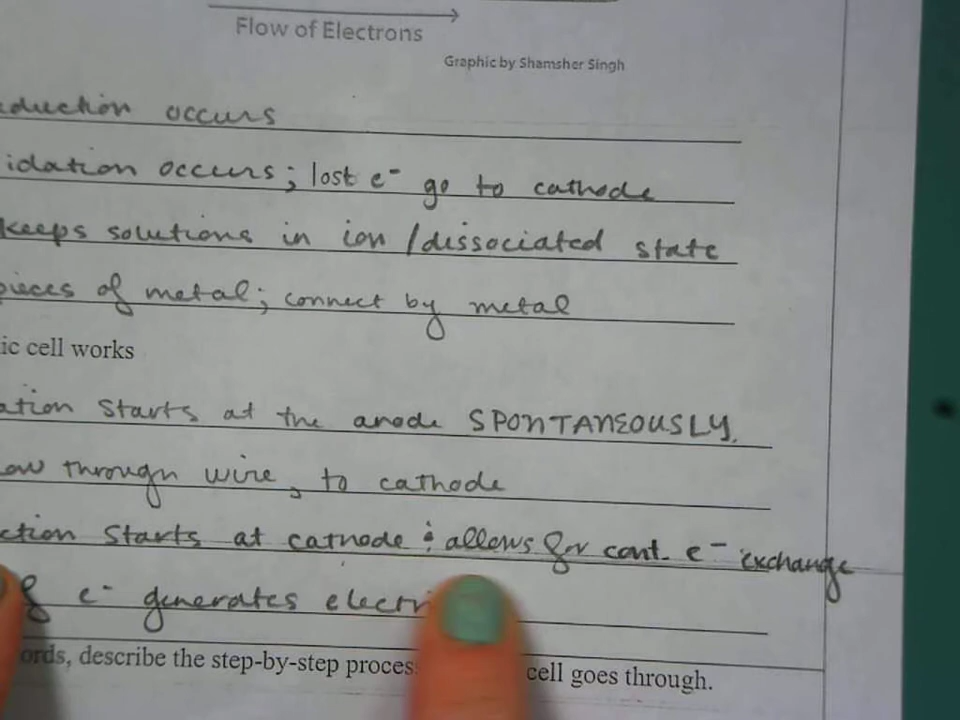 Flow of Electrons
Graphic by Shamsher Singh
eduction occurs
idation occurs; lost e⁻ go to cathode
keeps solutions in ion /dissociated state
pieces of metal; connect by metal
ic cell works
ation starts at the anode SPONTANEOUSLY.
ow through wire, to cathode
ction starts at cathode & allows for cont. e⁻ exchange
e⁻ generates electr
ords, describe the step-by-step process cell goes through.